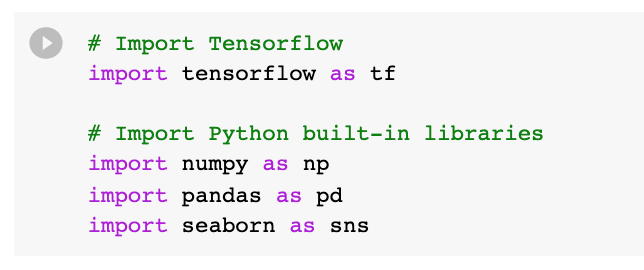 # Import Tensorflow
import tensorflow as tf
# Import Python built-in libraries
import numpy as np
import pandas as pd
import seaborn as sns